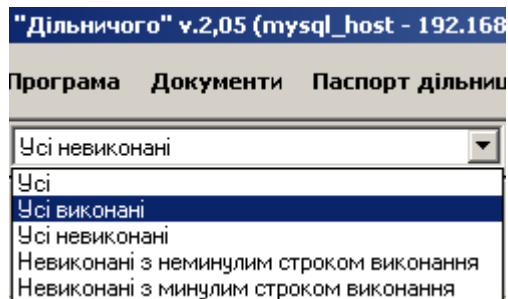 "Дільничого" v.2,05 (mysql_host - 192.168
Програма Документи Паспорт дільниц
Усі невиконані
Усі
Усі виконані
Усі невиконані
Невиконані з неминулим строком виконання
Невиконані з минулим строком виконання